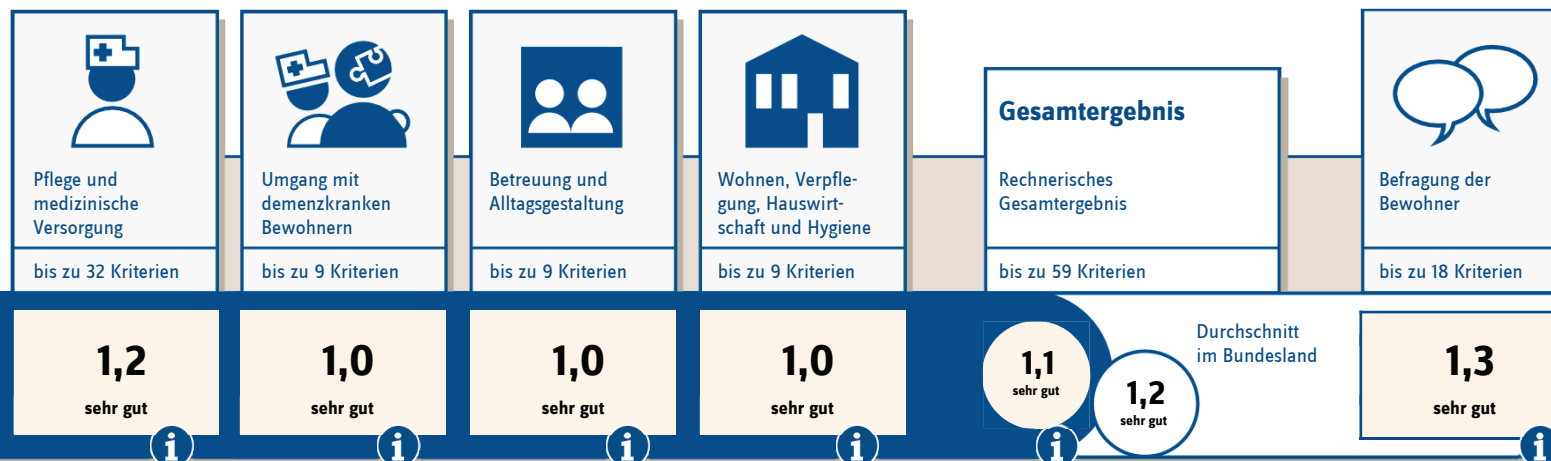 Pflege und
medizinische
Versorgung
bis zu 32 Kriterien
1,2
sehr gut
i
Umgang mit
demenzkranken
Bewohnern
bis zu 9 Kriterien
1,0
sehr gut
i
Betreuung und
Alltagsgestaltung
bis zu 9 Kriterien
1,0
sehr gut
i
Wohnen, Verpfle-
gung, Hauswirt-
schaft und Hygiene
bis zu 9 Kriterien
1,0
sehr gut
i
Gesamtergebnis
Rechnerisches
Gesamtergebnis
bis zu 59 Kriterien
1,1
sehr gut
i
Durchschnitt
im Bundesland
1,2
sehr gut
Befragung der
Bewohner
bis zu 18 Kriterien
1,3
sehr gut
i